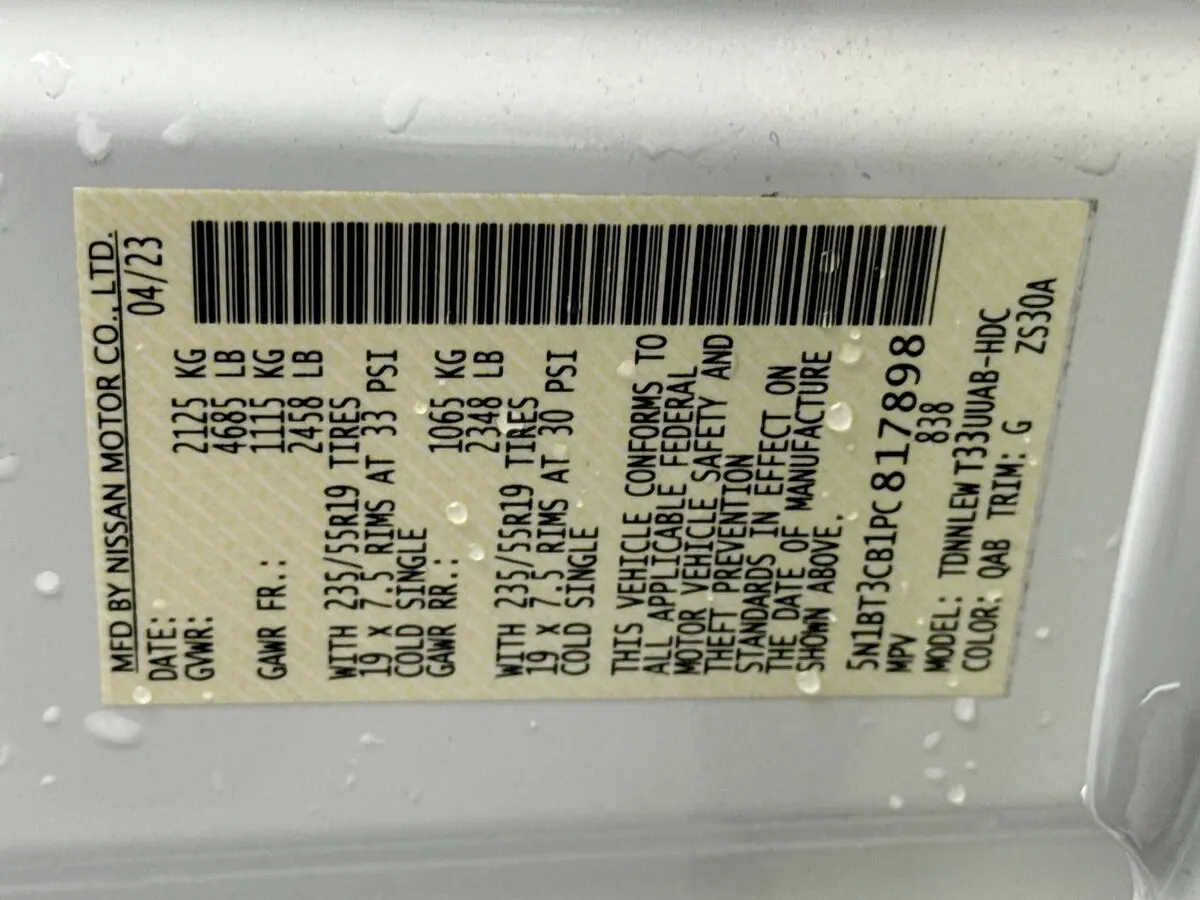 MFD BY NISSAN MOTOR CO., LTD.
DATE: 04/23
GVWR: 2125 KG
4685 LB
GAWR FR.: 1115 KG
2458 LB
WITH 235/55R19 TIRES
19 x 7.5 RIMS AT 33 PSI
COLD SINGLE
GAWR RR.: 1065 KG
2348 LB
WITH 235/55R19 TIRES
19 x 7.5 RIMS AT 30 PSI
COLD SINGLE
THIS VEHICLE CONFORMS TO
ALL APPLICABLE FEDERAL
MOTOR VEHICLE SAFETY AND
THEFT PREVENTION
STANDARDS IN EFFECT ON
THE DATE OF MANUFACTURE
SHOWN ABOVE.
5N1BT3CB1PC817898
MPV 838
MODEL: TDNNLEW T33UUAB-HDC
COLOR: QAB TRIM: G ZS30A